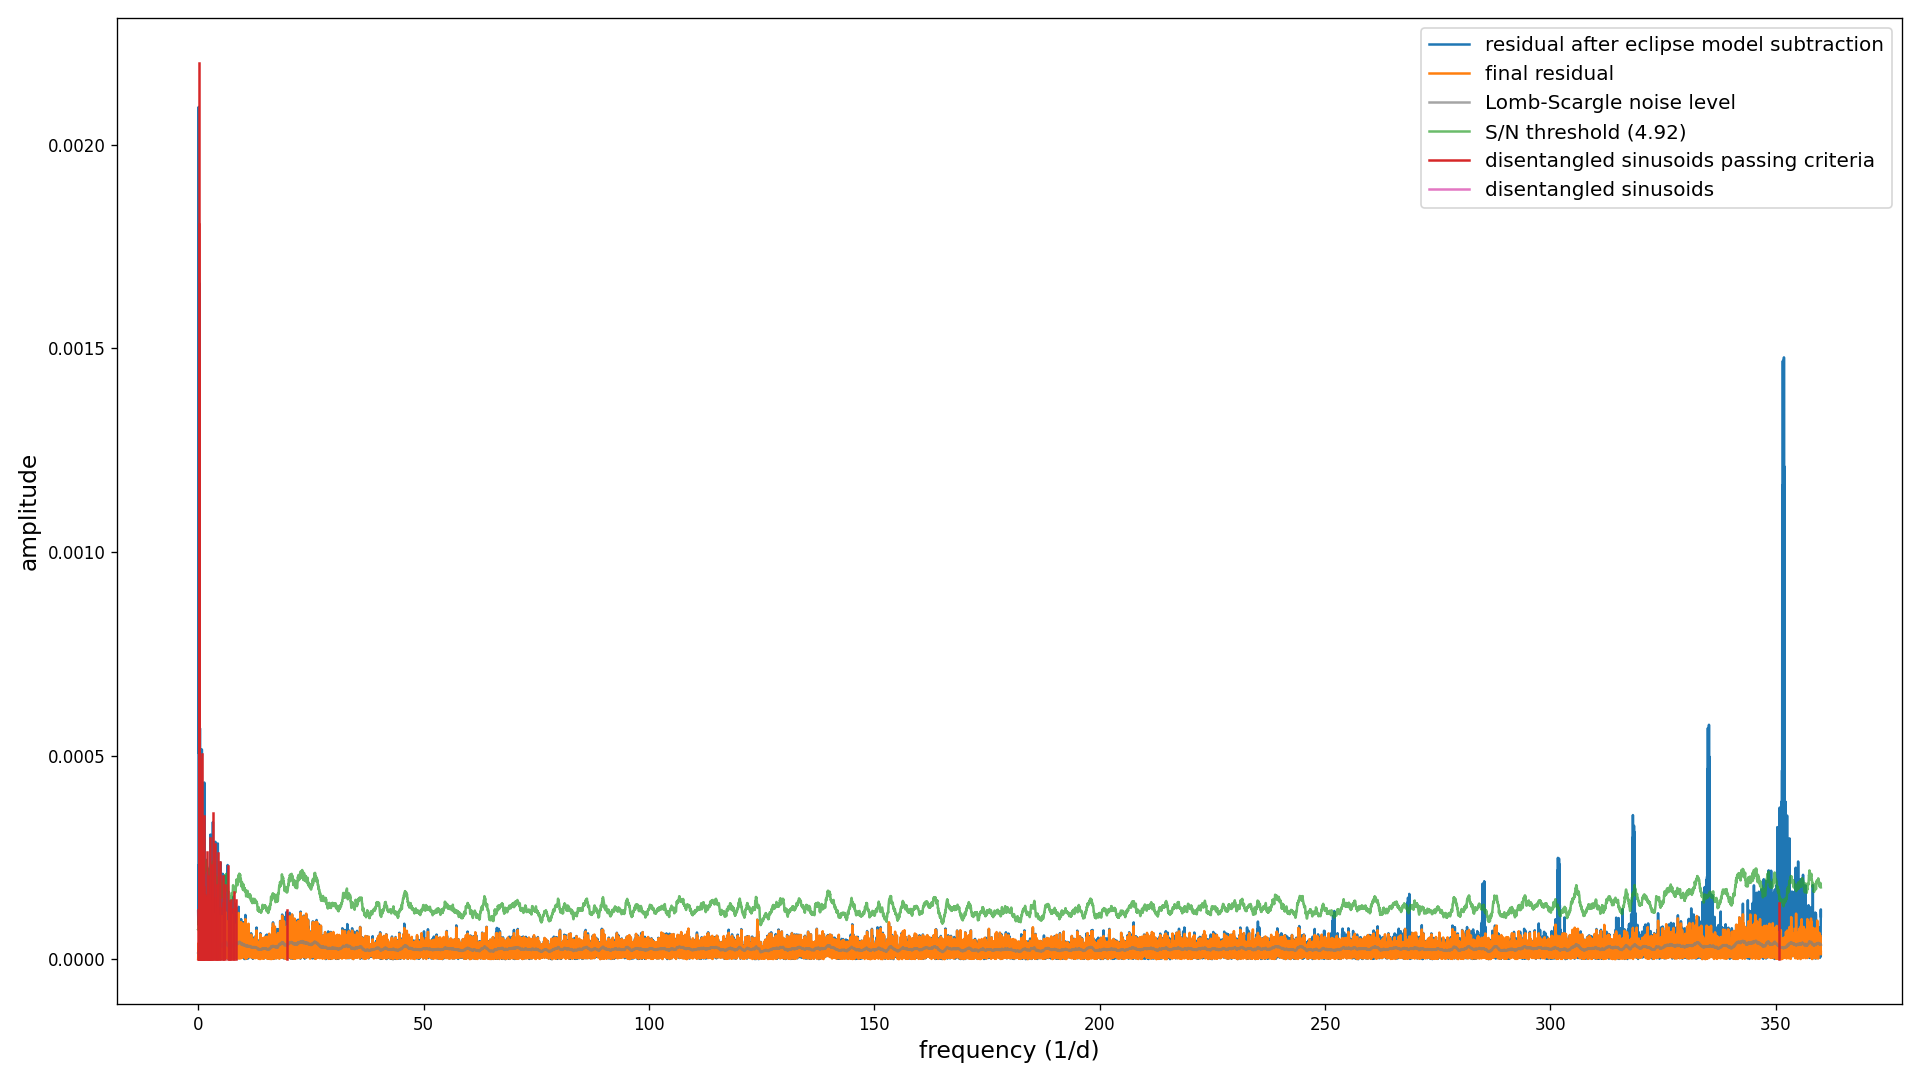 residual after eclipse model subtraction
final residual
Lomb-Scargle noise level
S/N threshold (4.92)
disentangled sinusoids passing criteria
disentangled sinusoids
amplitude
0.0020
0.0015
0.0010
0.0005
0.0000
0 50 100 150 200 250 300 350
frequency (1/d)